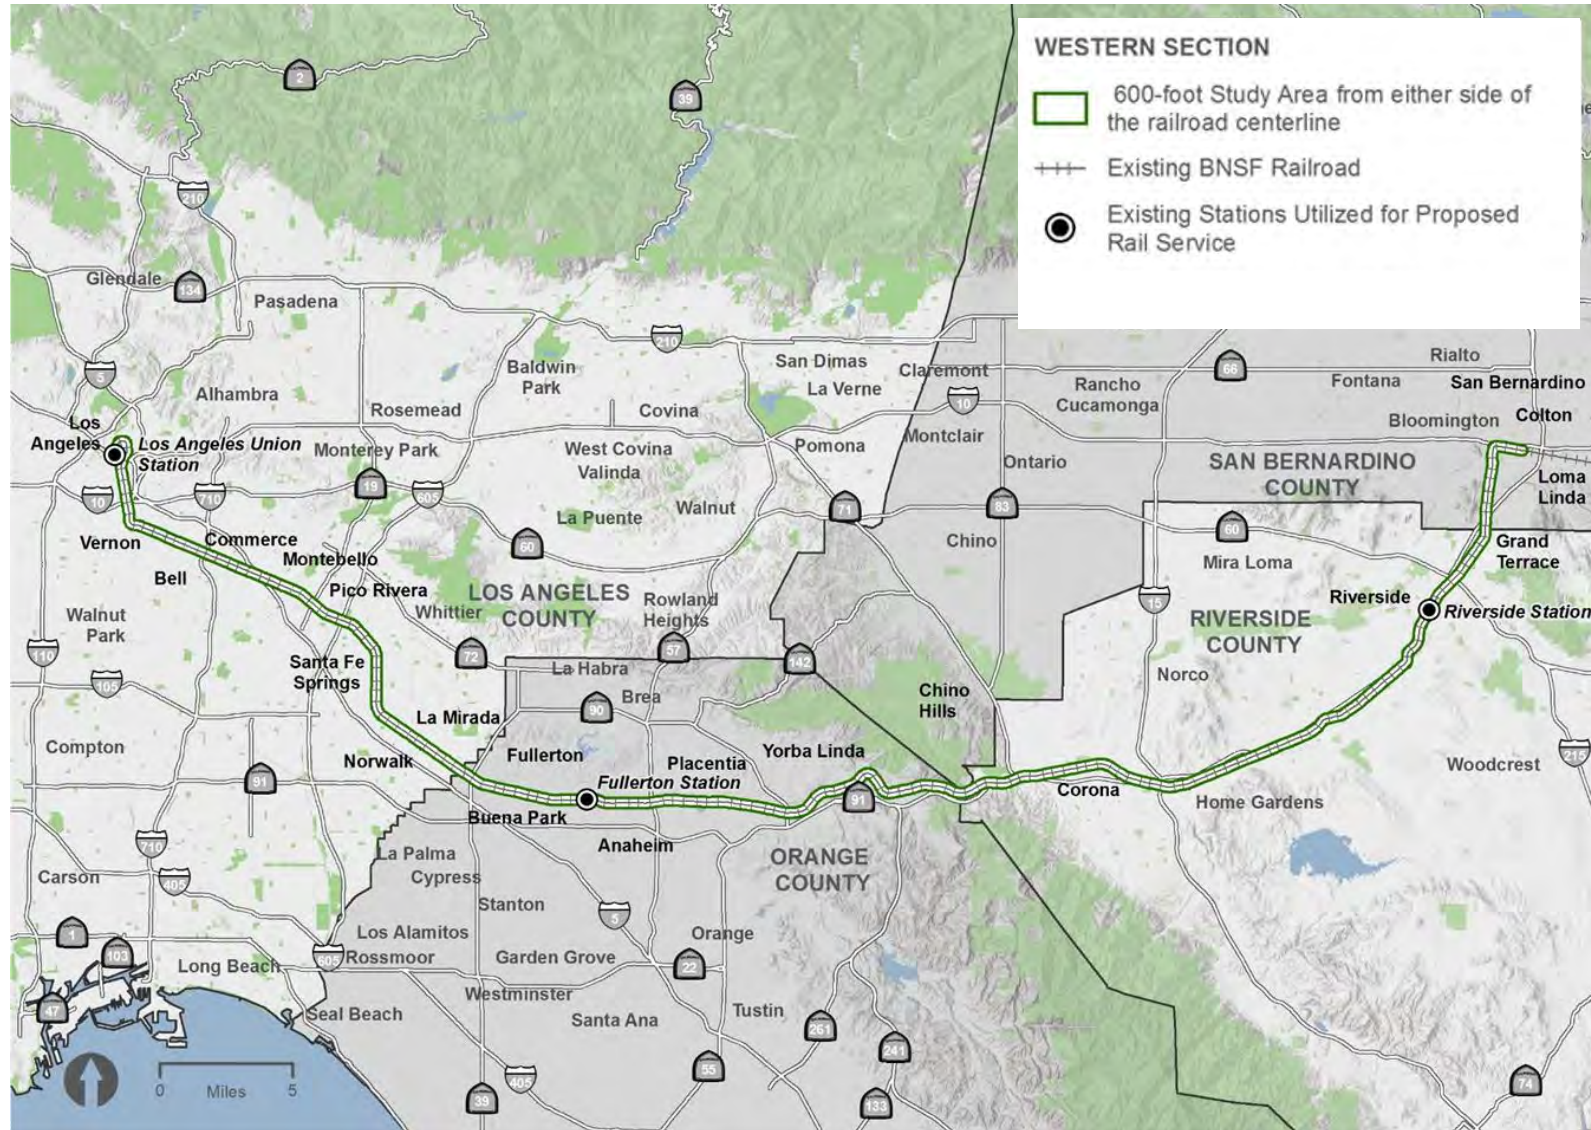 WESTERN SECTION
600-foot Study Area from either side of
the railroad centerline
Existing BNSF Railroad
Existing Stations Utilized for Proposed
Rail Service
2
39
210
Glendale
134
Pasadena
210
5
Baldwin
Park
San Dimas
La Verne
Claremont
66
Rialto
Fontana
San Bernardino
Rancho
Cucamonga
10
Alhambra
Rosemead
Covina
Bloomington
Colton
Los
Angeles
Los Angeles Union
Station
Monterey Park
West Covina
Valinda
Pomona
Montclair
Ontario
SAN BERNARDINO
COUNTY
Loma
Linda
10
710
19
605
La Puente
Walnut
71
83
60
Vernon
Commerce
Montebello
60
Chino
Mira Loma
Grand
Terrace
Bell
Pico Rivera
LOS ANGELES
COUNTY
Whittier
Rowland
Heights
15
Riverside
Riverside Station
Walnut
Park
RIVERSIDE
COUNTY
110
72
57
142
105
Santa Fe
Springs
La Habra
Norco
Brea
90
Chino
Hills
La Mirada
Compton
Norwalk
Fullerton
Placentia
Yorba Linda
215
Woodcrest
91
Fullerton Station
91
Corona
Home Gardens
Buena Park
710
Anaheim
La Palma
Cypress
ORANGE
COUNTY
Carson
405
Stanton
5
1
103
Los Alamitos
Rossmoor
605
Orange
Garden Grove
22
Long Beach
47
Westminster
Seal Beach
Santa Ana
Tustin
261
241
55
405
39
133
74
0 Miles 5